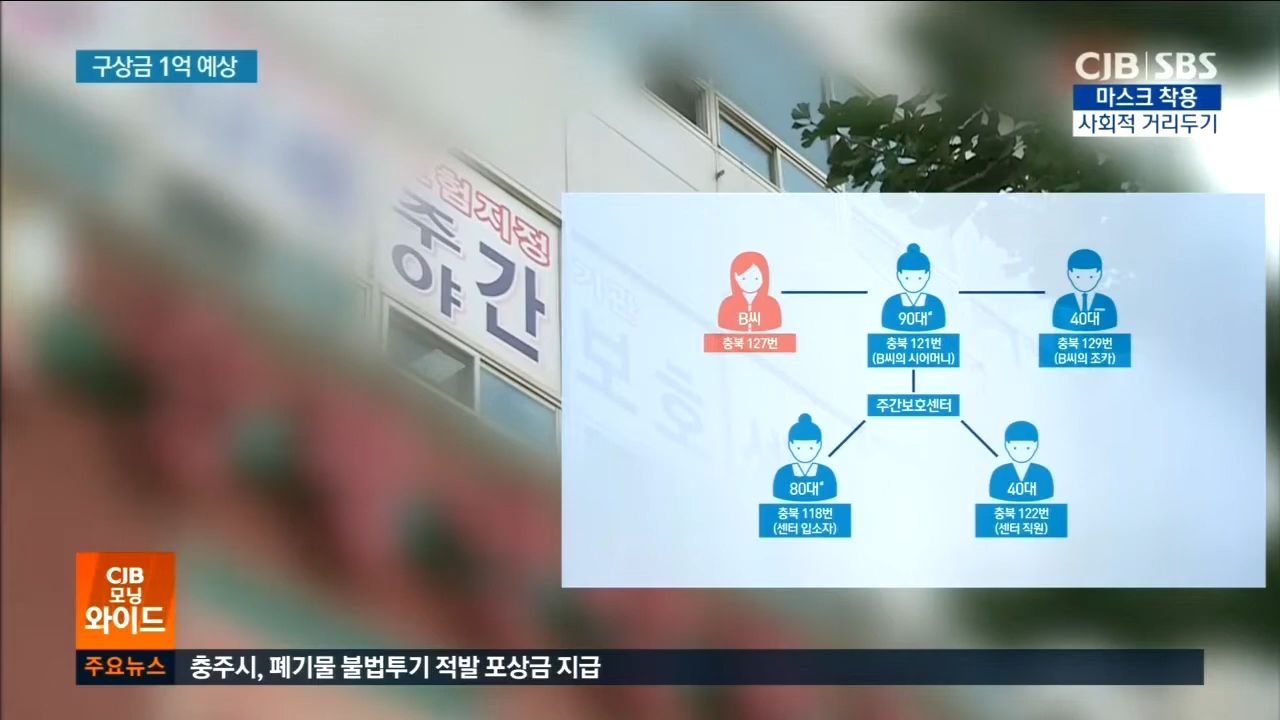 구상금 1억 예상
CJB SBS
마스크 착용
사회적 거리두기
험지정
주야간
보호
B씨
충북 127번
90대*
충북 121번
(B씨의 시어머니)
40대
충북 129번
(B씨의 조카)
주간보호센터
80대*
충북 118번
(센터 입소자)
40대
충북 122번
(센터 직원)
CJB
모닝
와이드
주요뉴스 충주시, 폐기물 불법투기 적발 포상금 지급